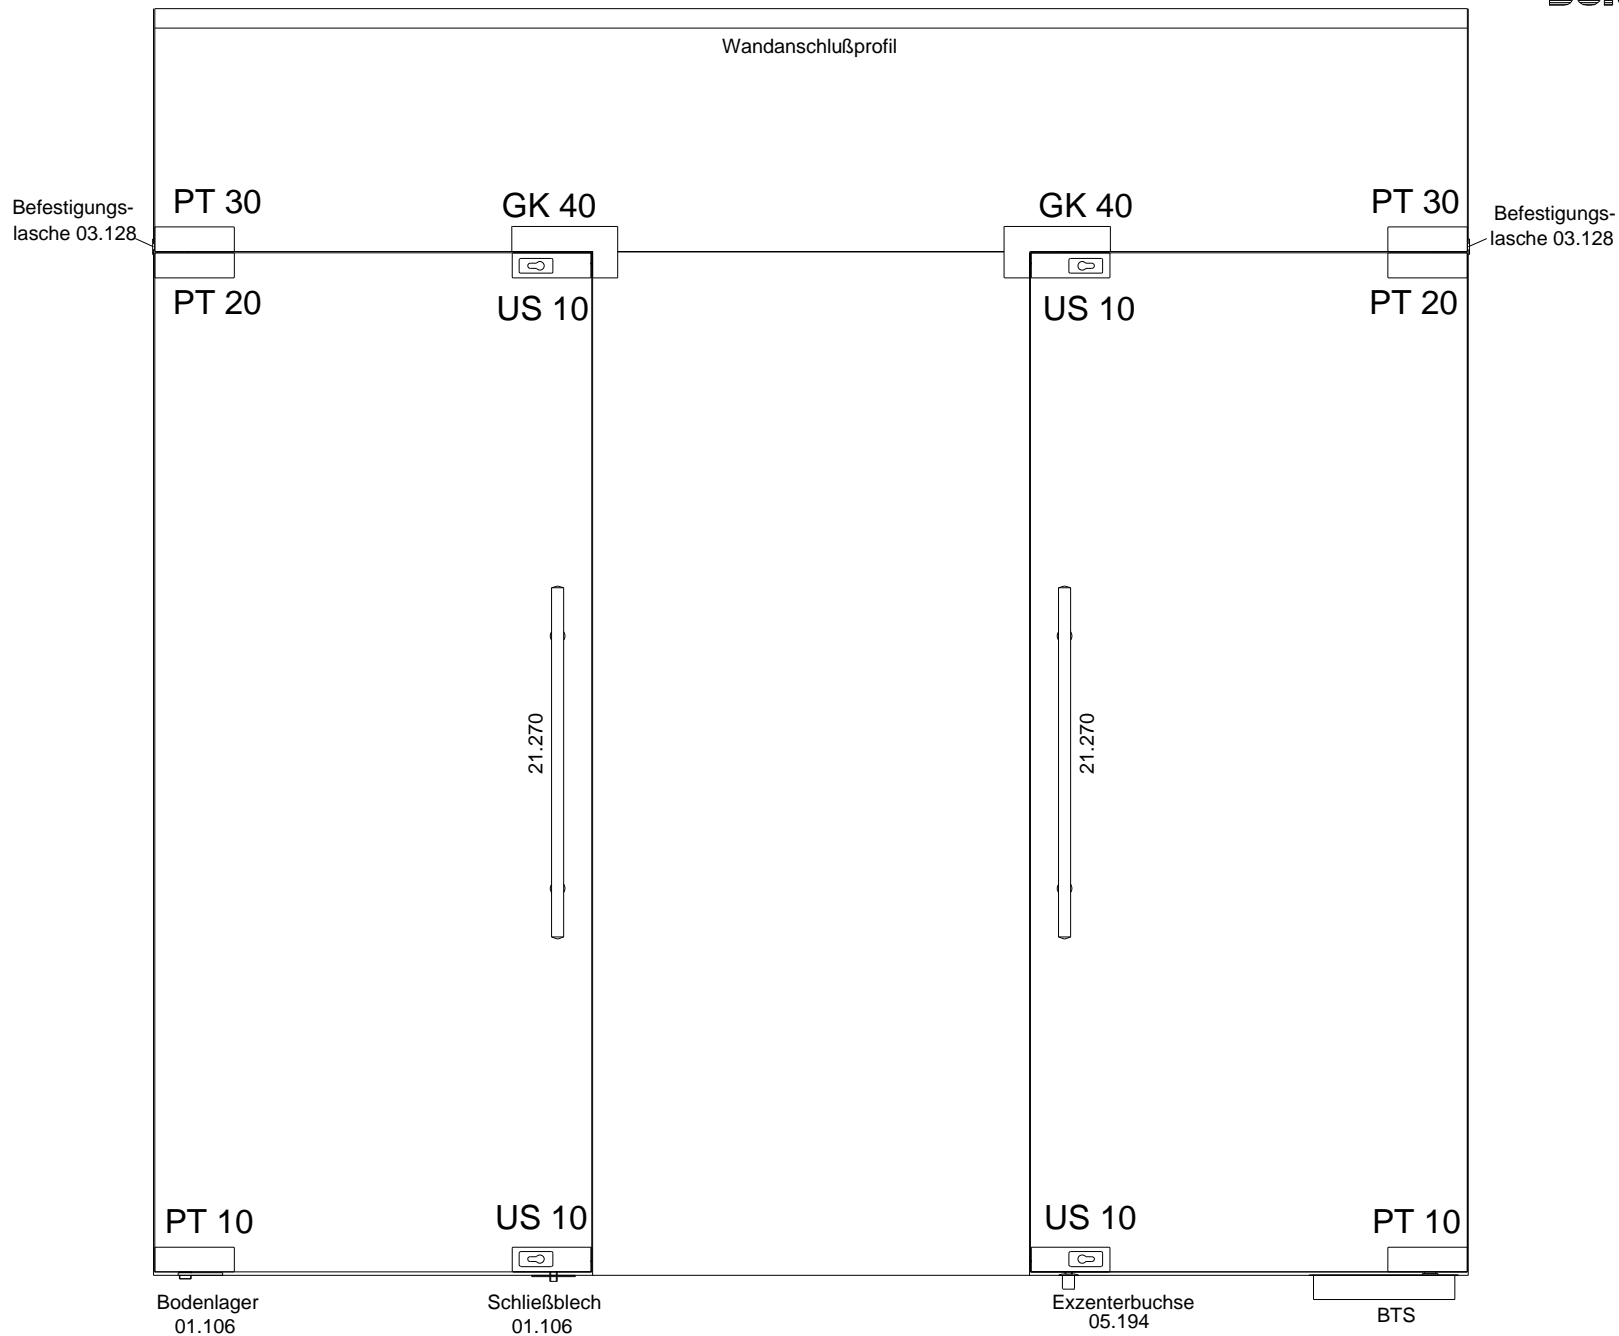 Wandanschlußprofil
PT 30
GK 40
GK 40
PT 30
Befestigungs-
lasche 03.128
Befestigungs-
lasche 03.128
PT 20
US 10
US 10
PT 20
21.270
21.270
PT 10
US 10
US 10
PT 10
Bodenlager
01.106
Schließblech
01.106
Exzenterbuchse
05.194
BTS